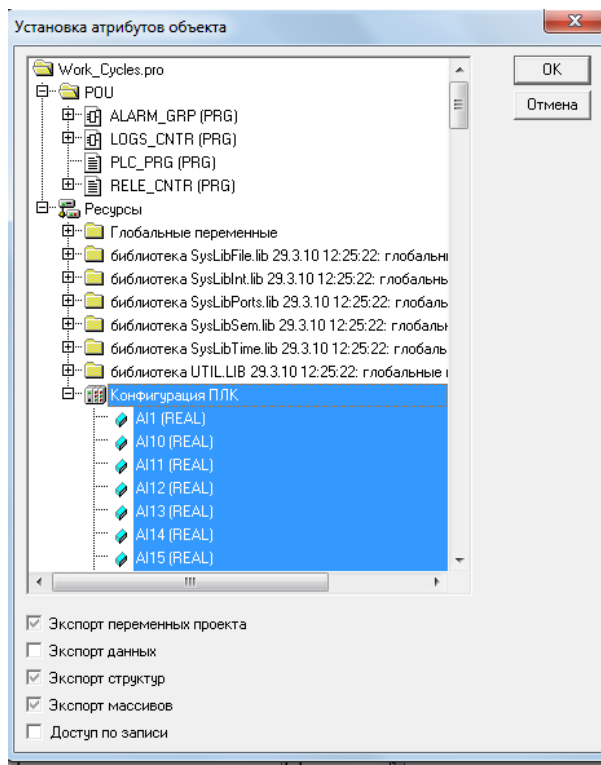 Установка атрибутов объекта
Work_Cycles.pro
OK
POU
Отмена
ALARM_GRP (PRG)
LOGS_CNTR (PRG)
PLC_PRG (PRG)
RELE_CNTR (PRG)
Ресурсы
Глобальные переменные
библиотека SysLibFile.lib 29.3.10 12:25:22: глобальн
библиотека SysLibInt.lib 29.3.10 12:25:22: глобальнь
библиотека SysLibPorts.lib 29.3.10 12:25:22: глобаль
библиотека SysLibSem.lib 29.3.10 12:25:22: глобальн
библиотека SysLibTime.lib 29.3.10 12:25:22: глобаль
библиотека UTIL.LIB 29.3.10 12:25:22: глобальные
Конфигурация ПЛК
AI1 (REAL)
AI10 (REAL)
AI11 (REAL)
AI12 (REAL)
AI13 (REAL)
AI14 (REAL)
AI15 (REAL)
Экспорт переменных проекта
Экспорт данных
Экспорт структур
Экспорт массивов
Доступ по записи